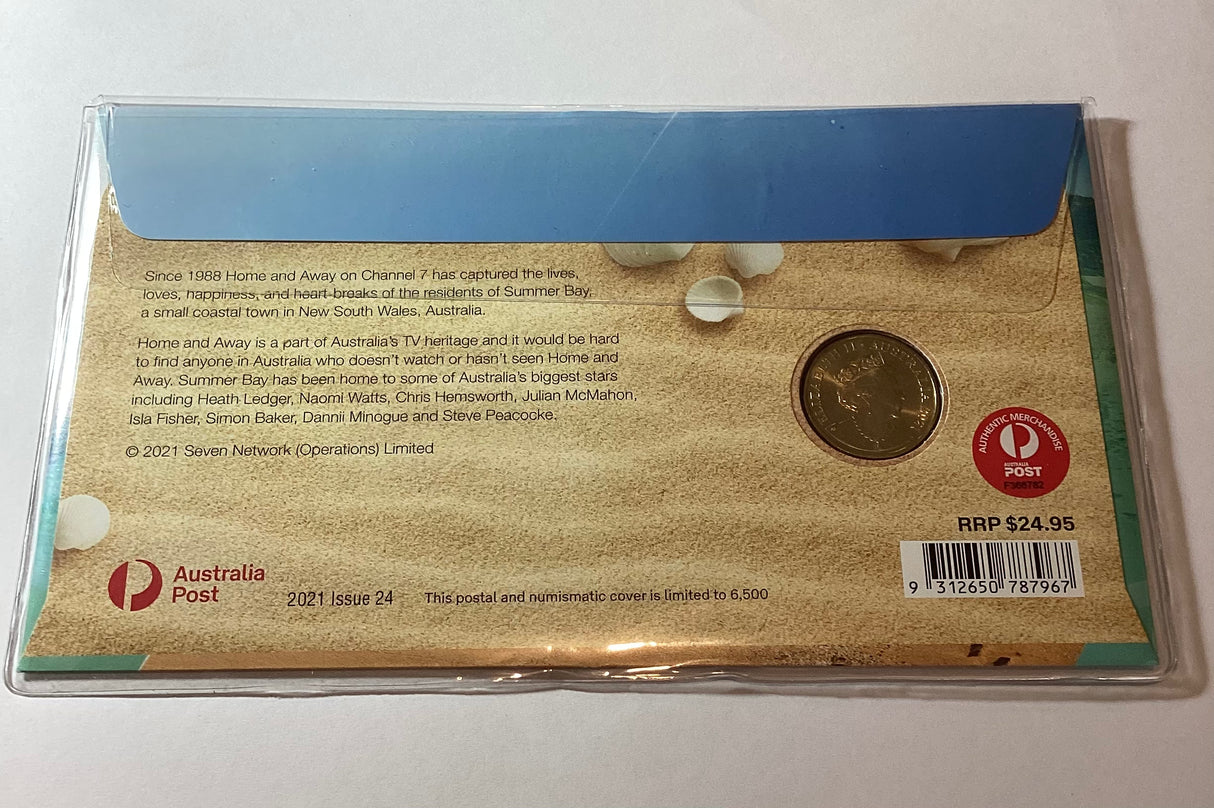 Since 1988 Home and Away on Channel 7 has captured the lives,
loves, happiness, and heart-breaks of the residents of Summer Bay,
a small coastal town in New South Wales, Australia.
Home and Away is a part of Australia's TV heritage and it would be hard
to find anyone in Australia who doesn't watch or hasn't seen Home and
Away. Summer Bay has been home to some of Australia's biggest stars
including Heath Ledger, Naomi Watts, Chris Hemsworth, Julian McMahon,
Isla Fisher, Simon Baker, Dannii Minogue and Steve Peacocke.
© 2021 Seven Network (Operations) Limited
ELIZABETH II AUSTRALIA
AUTHENTIC MERCHANDISE
AUSTRALIA
POST
RRP $24.95
9 312650 787967
Australia
Post
2021 Issue 24
This postal and numismatic cover is limited to 6,500